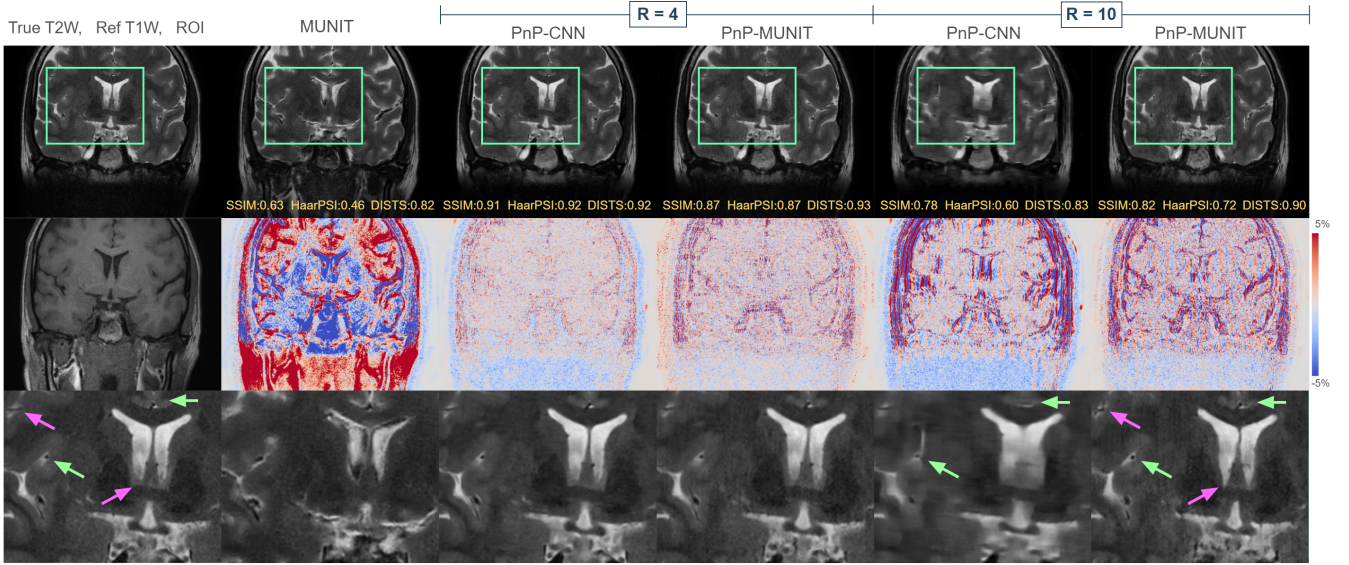 R = 4
R = 10
True T2W, Ref T1W, ROI
MUNIT
PnP-CNN
PnP-MUNIT
PnP-CNN
PnP-MUNIT
SSIM:0.63 HaarPSI:0.46 DISTS:0.82
SSIM:0.91 HaarPSI:0.92 DISTS:0.92
SSIM:0.87 HaarPSI:0.87 DISTS:0.93
SSIM:0.78 HaarPSI:0.60 DISTS:0.83
SSIM:0.82 HaarPSI:0.72 DISTS:0.90
5%
-5%